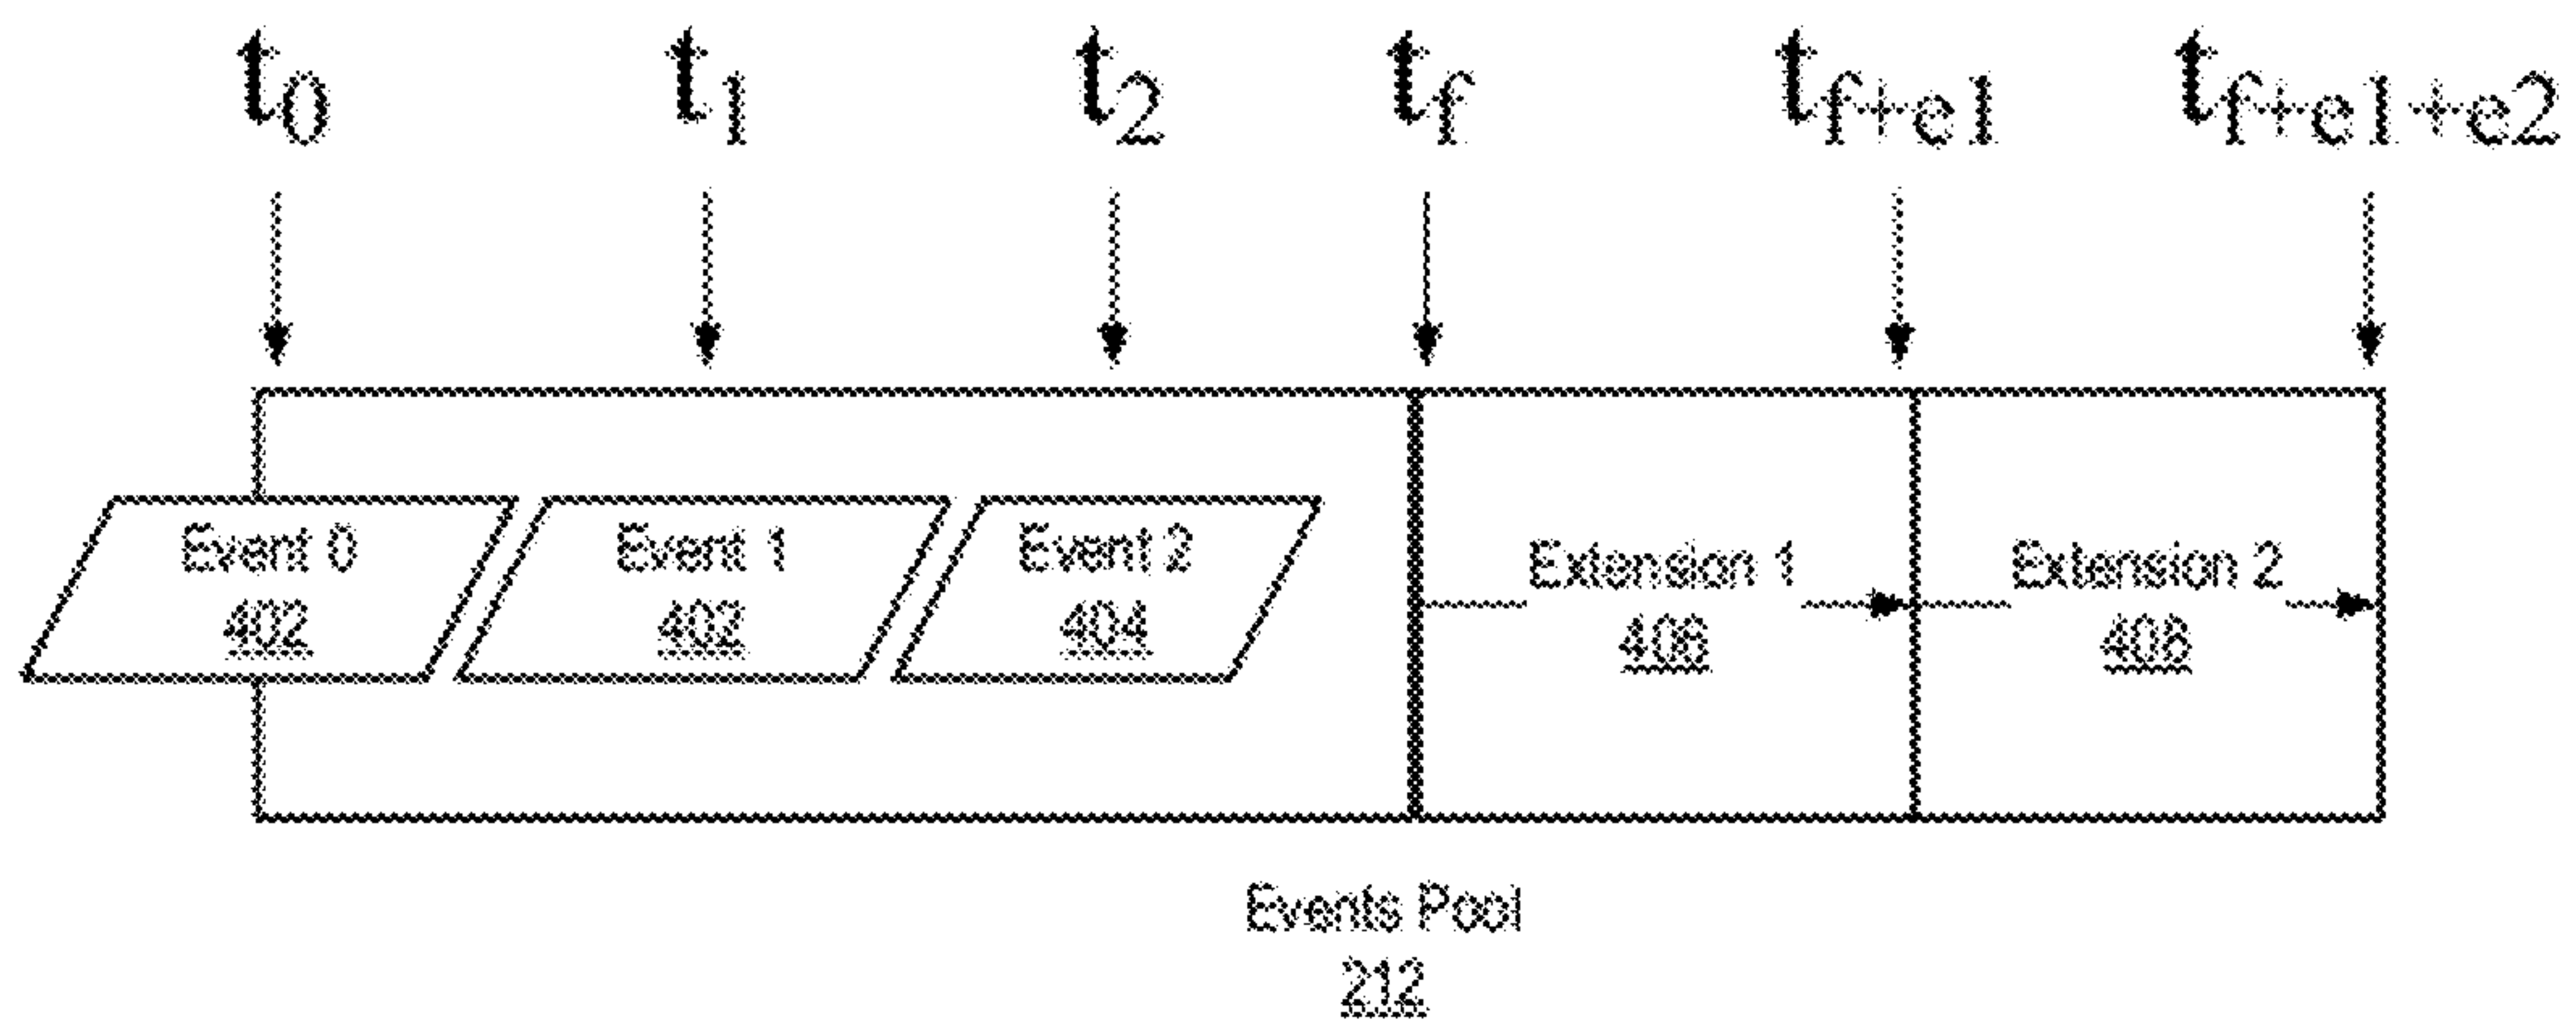 t0 t1 t2 tf tf+e1 tf+e1+e2
Event 0 Event 1 Event 2
402 402 404
Extension 1 Extension 2
406 408
Events Pool
212